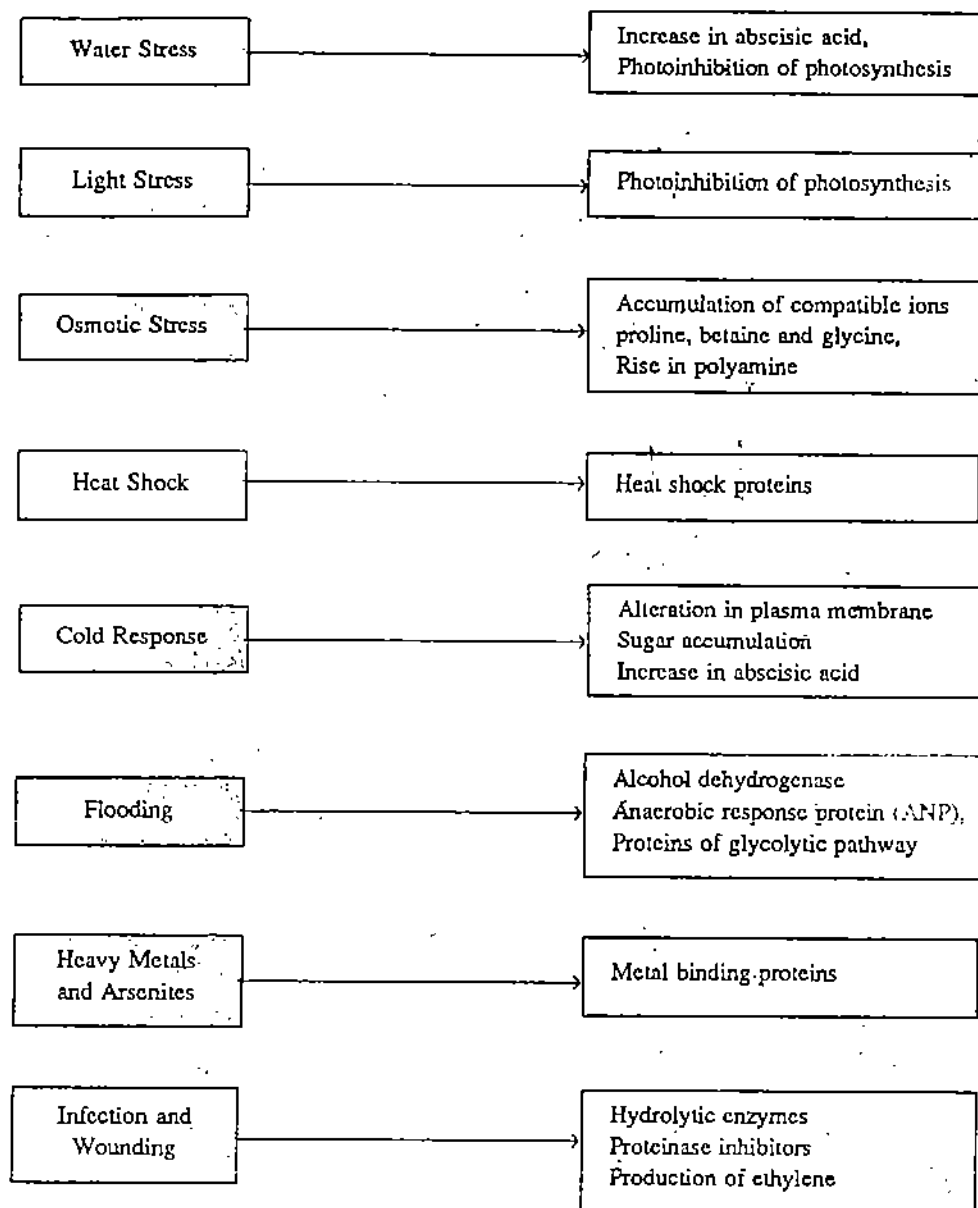 Water Stress
Increase in abscisic acid,
Photoinhibition of photosynthesis
Light Stress
Photoinhibition of photosynthesis
Osmotic Stress
Accumulation of compatible ions
proline, betaine and glycine,
Rise in polyamine
Heat Shock
Heat shock proteins
Cold Response
Alteration in plasma membrane
Sugar accumulation
Increase in abscisic acid
Flooding
Alcohol dehydrogenase
Anaerobic response protein (ANP),
Proteins of glycolytic pathway
Heavy Metals
and Arsenites
Metal binding proteins
Infection and
Wounding
Hydrolytic enzymes
Proteinase inhibitors
Production of ethylene